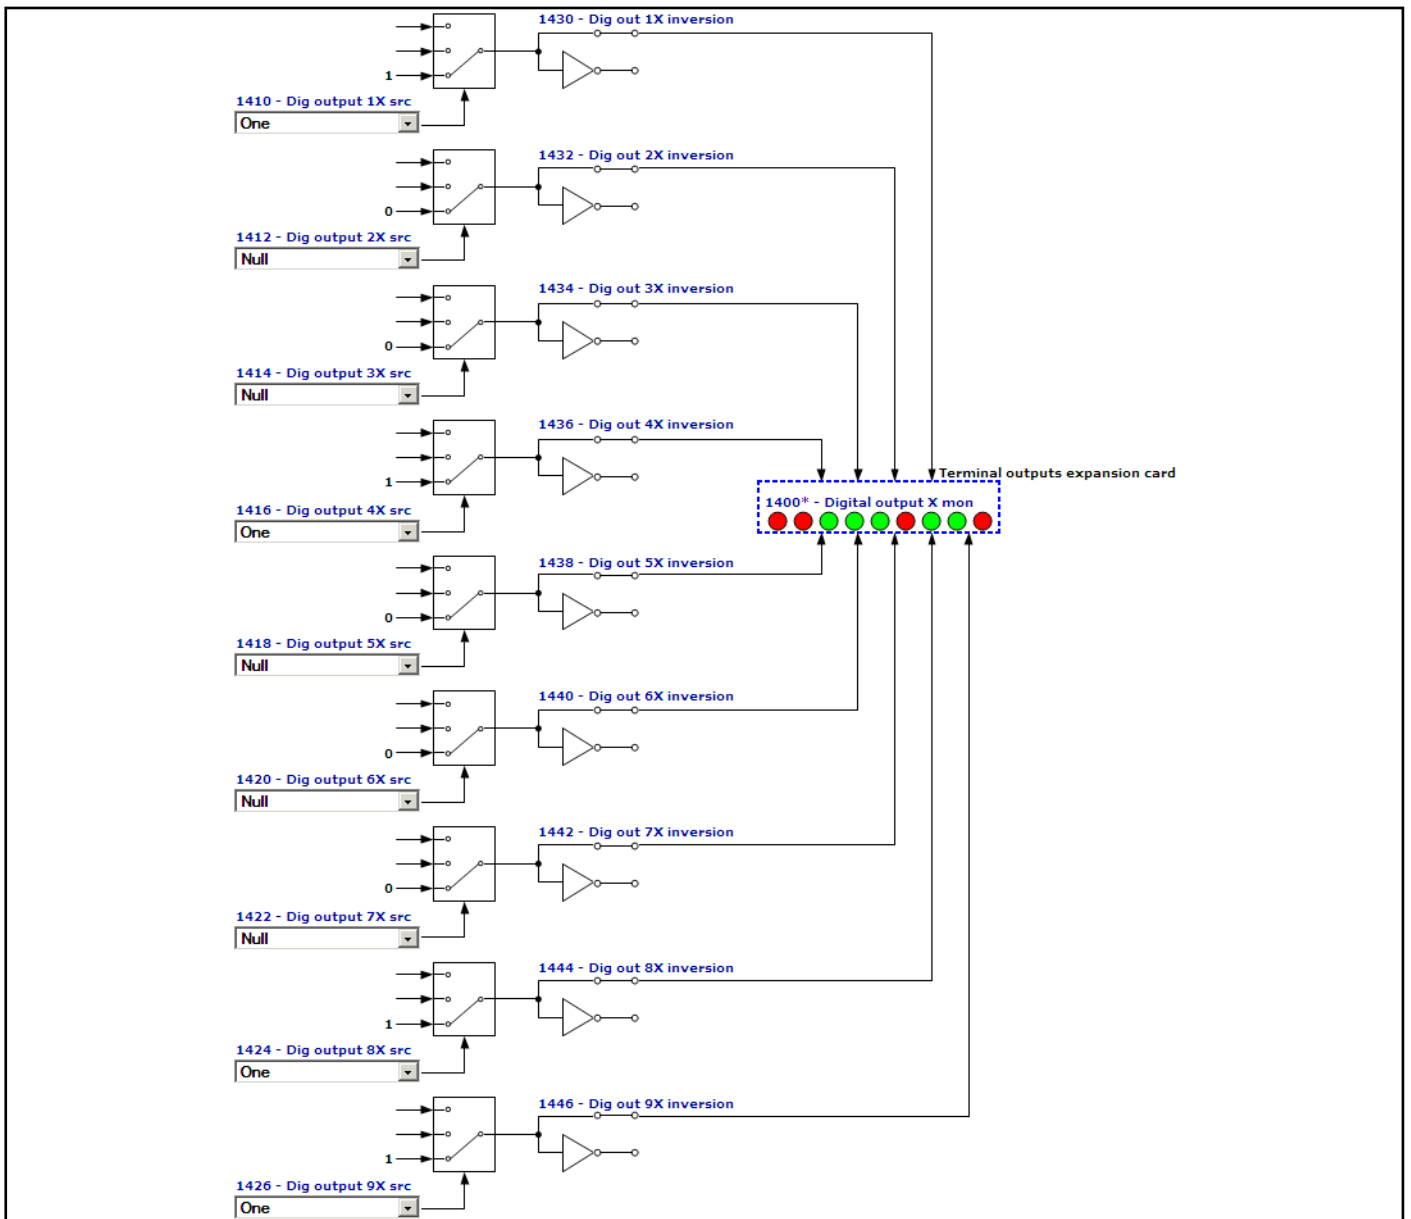 1430 - Dig out 1X inversion
1
1410 - Dig output 1X src
One
1432 - Dig out 2X inversion
0
1412 - Dig output 2X src
Null
1434 - Dig out 3X inversion
0
1414 - Dig output 3X src
Null
1436 - Dig out 4X inversion
1
1416 - Dig output 4X src
One
Terminal outputs expansion card
1400* - Digital output X mon
1438 - Dig out 5X inversion
0
1418 - Dig output 5X src
Null
1440 - Dig out 6X inversion
0
1420 - Dig output 6X src
Null
1442 - Dig out 7X inversion
0
1422 - Dig output 7X src
Null
1444 - Dig out 8X inversion
1
1424 - Dig output 8X src
One
1446 - Dig out 9X inversion
1
1426 - Dig output 9X src
One